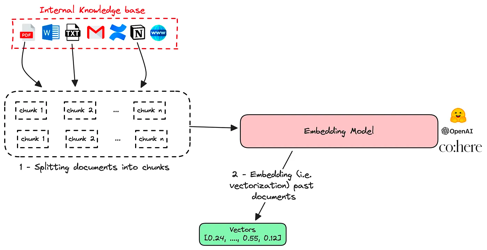 Internal Knowledge base
PDF
W
TXT
M
N
www
chunk 1
chunk 2
...
chunk n
chunk 1
chunk 2
...
chunk n
1 - Splitting documents into chunks
Embedding Model
@OpenAI
co:here
2 - Embedding (i.e.
vectorization) past
documents
Vectors
[0.24, ...., 0.55, 0.12]